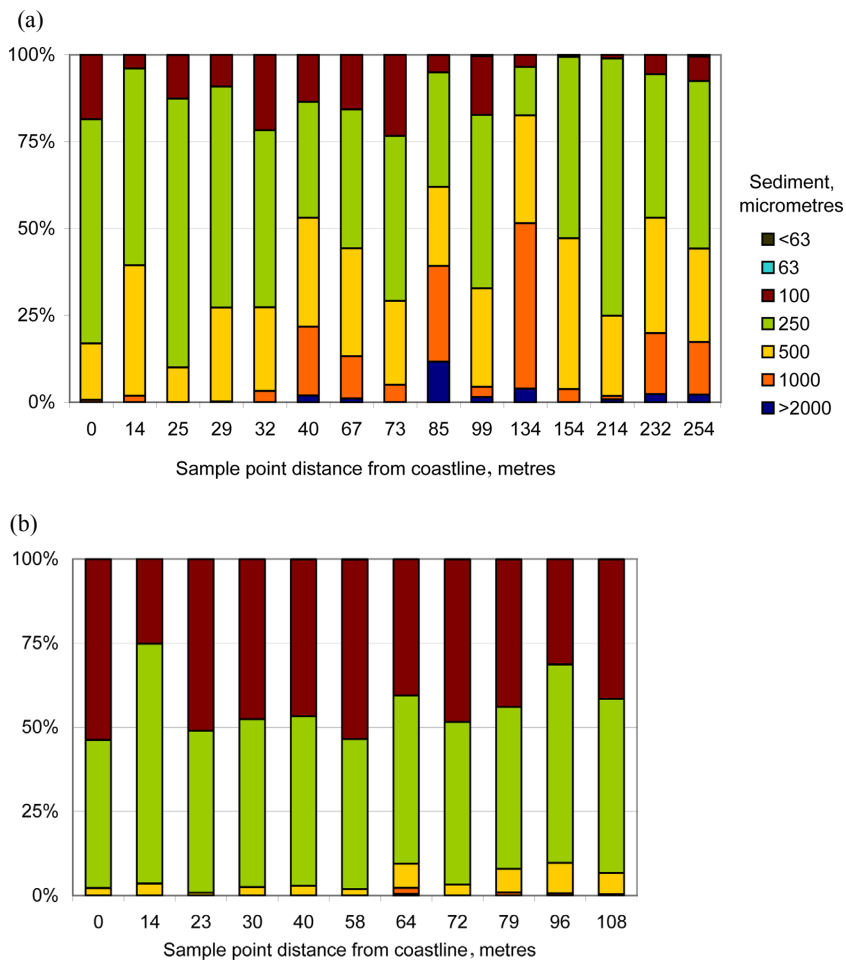 (a)
100%
75%
50%
25%
0%
0 14 25 29 32 40 67 73 85 99 134 154 214 232 254
Sample point distance from coastline, metres
Sediment,
micrometres
<63
63
100
250
500
1000
>2000
(b)
100%
75%
50%
25%
0%
0 14 23 30 40 58 64 72 79 96 108
Sample point distance from coastline, metres